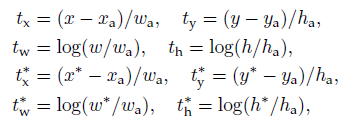 t_x = (x − x_a)/w_a, t_y = (y − y_a)/h_a,
t_w = log(w/w_a), t_h = log(h/h_a),
t*_x = (x* − x_a)/w_a, t*_y = (y* − y_a)/h_a,
t*_w = log(w*/w_a), t*_h = log(h*/h_a),